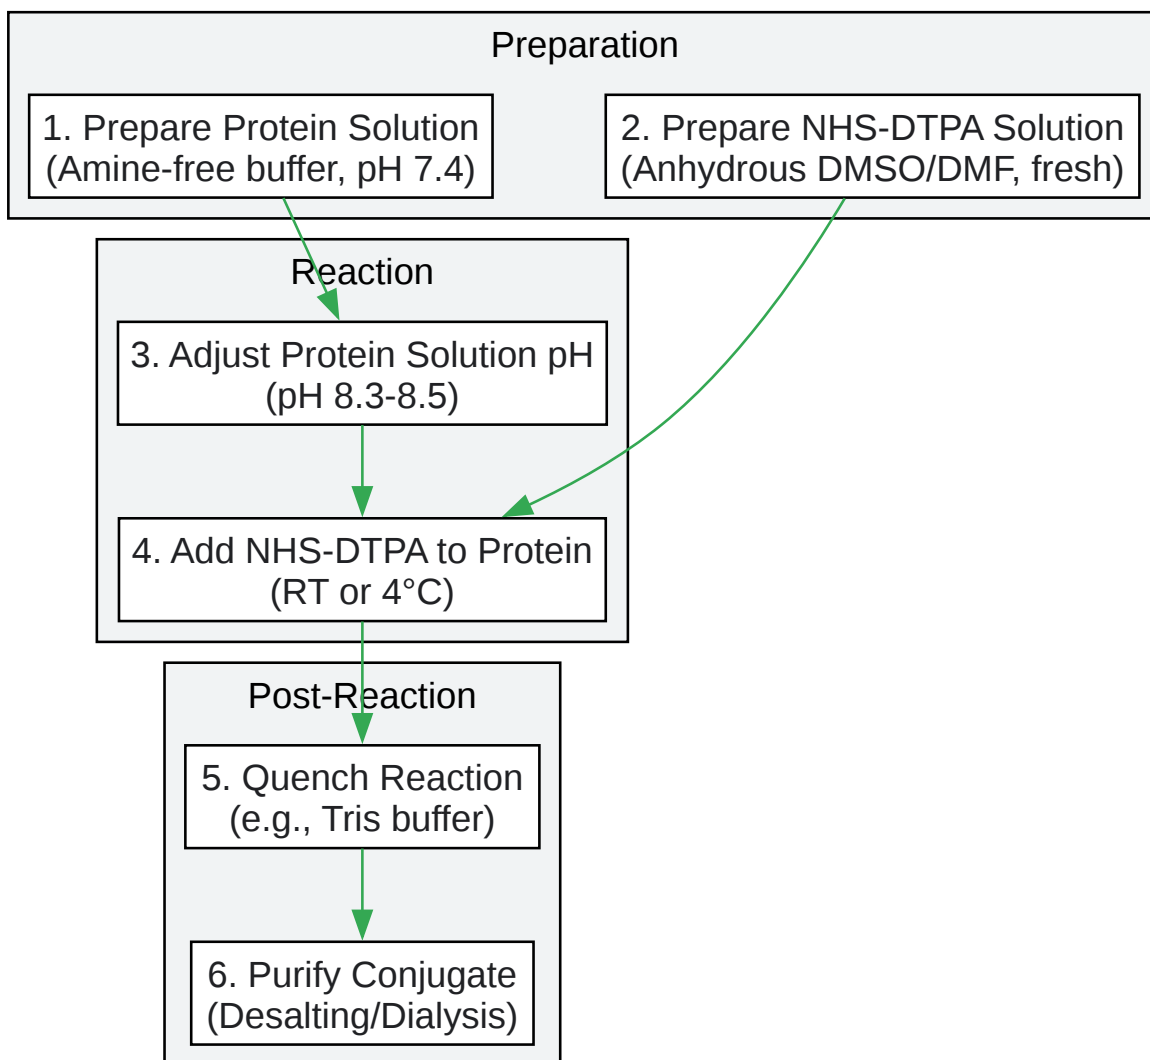 Preparation
1. Prepare Protein Solution
(Amine-free buffer, pH 7.4)
2. Prepare NHS-DTPA Solution
(Anhydrous DMSO/DMF, fresh)
Reaction
3. Adjust Protein Solution pH
(pH 8.3-8.5)
4. Add NHS-DTPA to Protein
(RT or 4°C)
Post-Reaction
5. Quench Reaction
(e.g., Tris buffer)
6. Purify Conjugate
(Desalting/Dialysis)